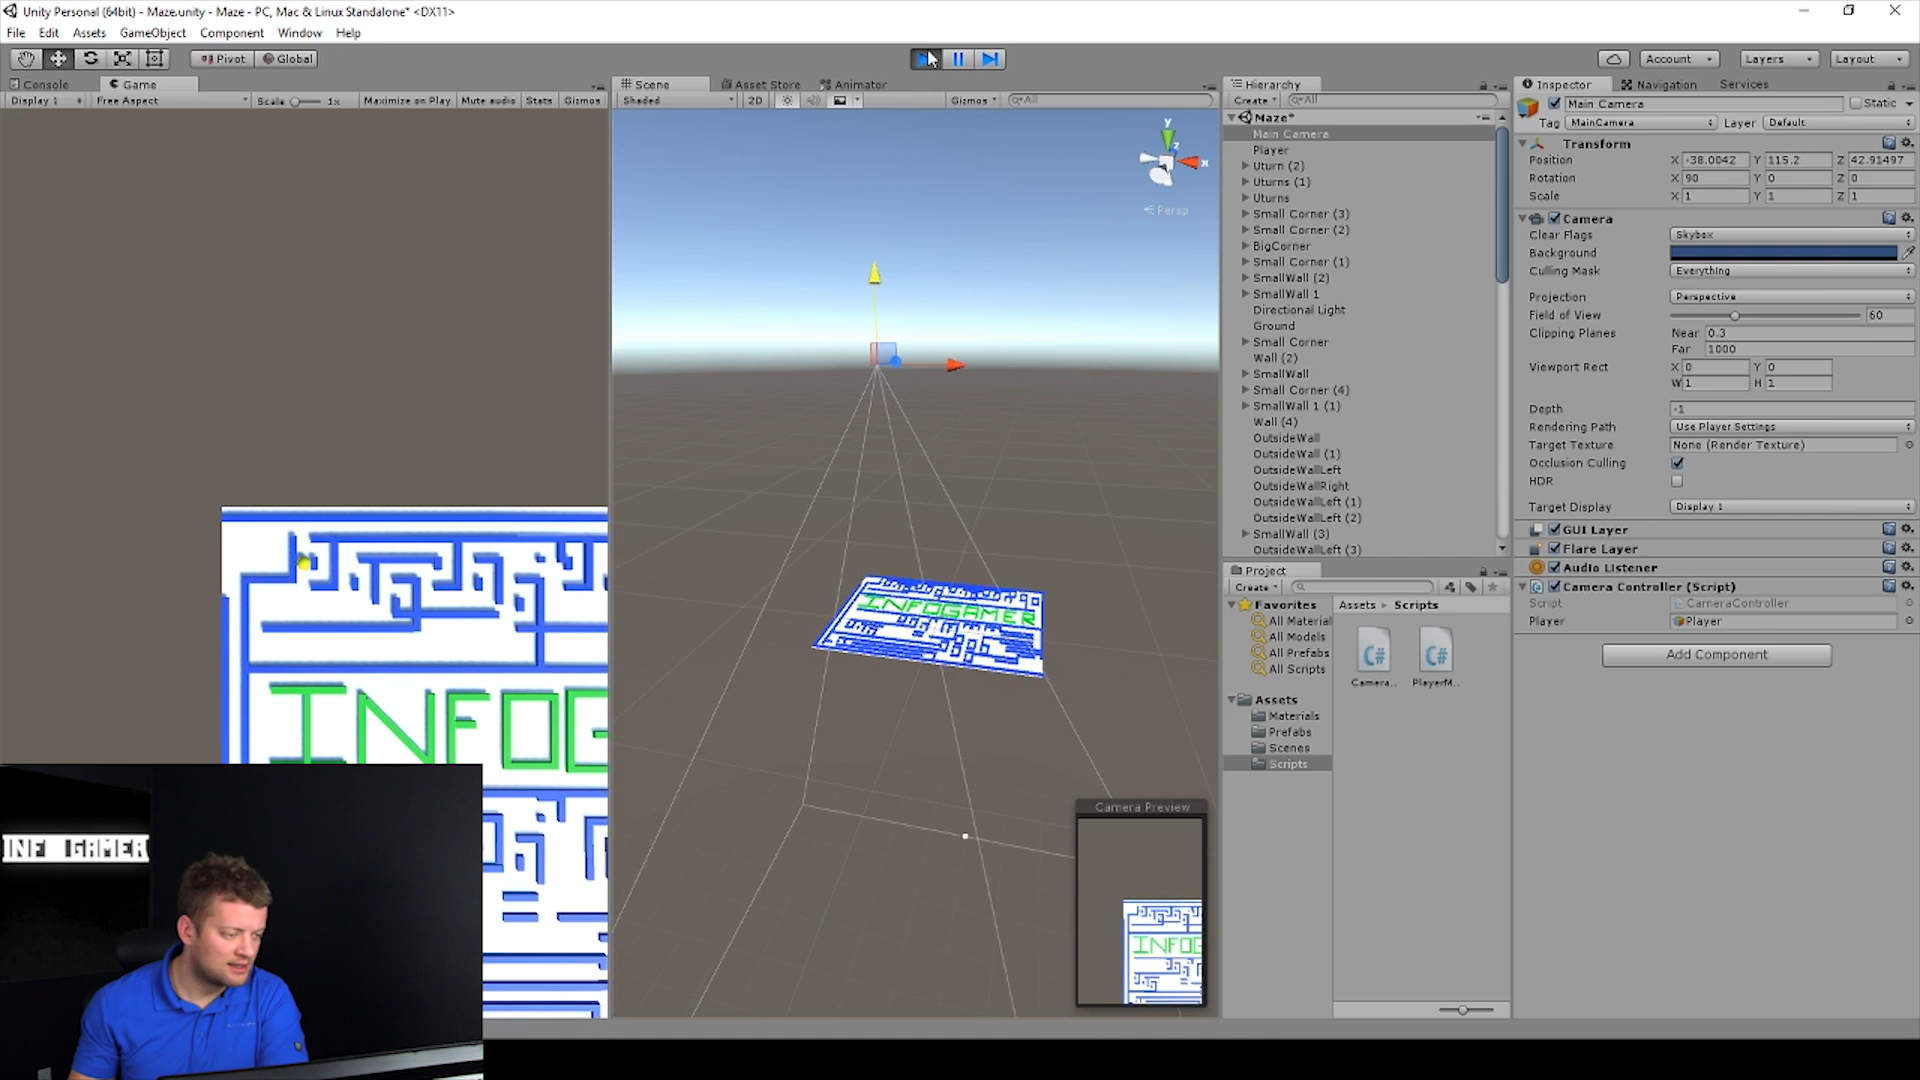 Unity Personal (64bit) - Maze.unity - Maze - PC, Mac & Linux Standalone* <DX11>
File Edit Assets GameObject Component Window Help
Pivot Global Account Layers Layout
Console Game
Display 1 Free Aspect Scale 1x Maximize on Play Mute audio Stats Gizmos
Scene Asset Store Animator
Shaded 2D Gizmos All
y
z
x
Persp
INFOGAMER
INFOG
Camera Preview
INFOG
INF GAMER
Hierarchy
Create All
Maze*
Main Camera
Player
Uturn (2)
Uturns (1)
Uturns
Small Corner (3)
Small Corner (2)
BigCorner
Small Corner (1)
SmallWall (2)
SmallWall 1
Directional Light
Ground
Small Corner
Wall (2)
SmallWall
Small Corner (4)
SmallWall 1 (1)
Wall (4)
OutsideWall
OutsideWall (1)
OutsideWallLeft
OutsideWallRight
OutsideWallLeft (1)
OutsideWallLeft (2)
SmallWall (3)
OutsideWallLeft (3)
Project
Create
Favorites
All Material
All Models
All Prefabs
All Scripts
Assets
Materials
Prefabs
Scenes
Scripts
Assets Scripts
C# C#
Camera.. PlayerM..
Inspector Navigation Services
Main Camera Static
Tag MainCamera Layer Default
Transform
Position X -38.0042 Y 115.2 Z 42.91497
Rotation X 90 Y 0 Z 0
Scale X 1 Y 1 Z 1
Camera
Clear Flags Skybox
Background
Culling Mask Everything
Projection Perspective
Field of View 60
Clipping Planes Near 0.3
Far 1000
Viewport Rect X 0 Y 0
W 1 H 1
Depth -1
Rendering Path Use Player Settings
Target Texture None (Render Texture)
Occlusion Culling
HDR
Target Display Display 1
GUI Layer
Flare Layer
Audio Listener
Camera Controller (Script)
Script CameraController
Player Player
Add Component